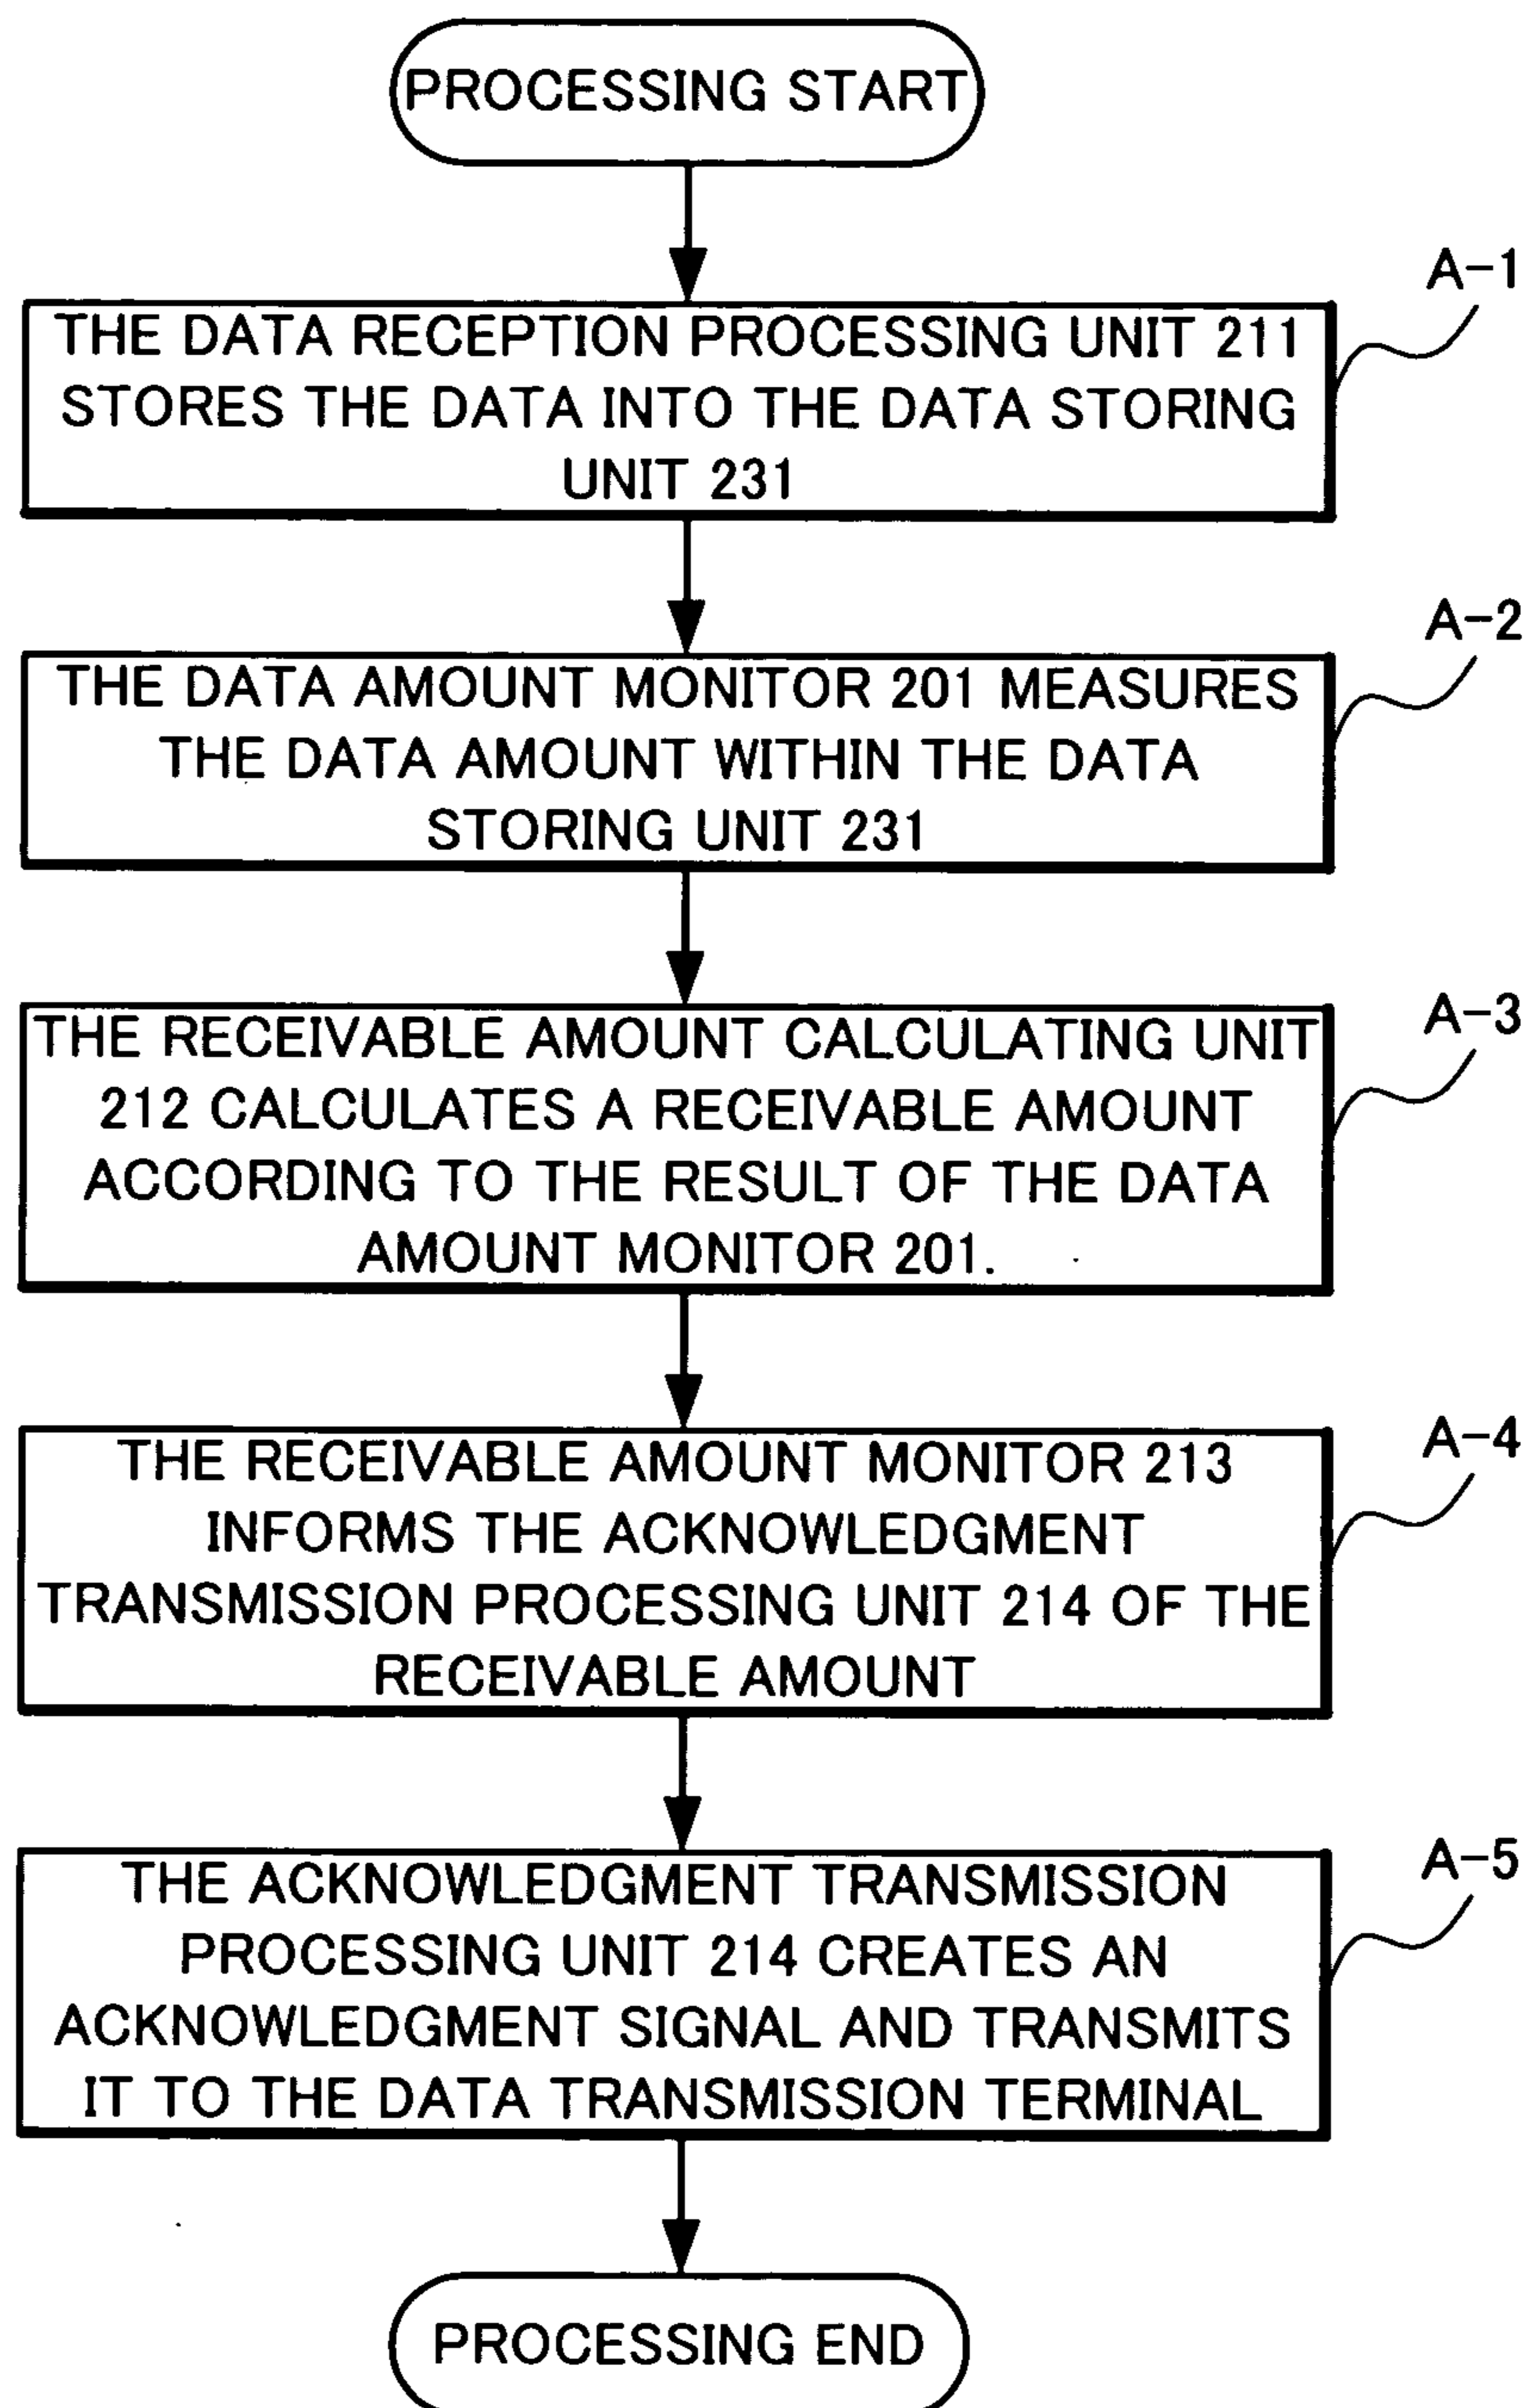 PROCESSING START
A-1
THE DATA RECEPTION PROCESSING UNIT 211
STORES THE DATA INTO THE DATA STORING
UNIT 231
A-2
THE DATA AMOUNT MONITOR 201 MEASURES
THE DATA AMOUNT WITHIN THE DATA
STORING UNIT 231
A-3
THE RECEIVABLE AMOUNT CALCULATING UNIT
212 CALCULATES A RECEIVABLE AMOUNT
ACCORDING TO THE RESULT OF THE DATA
AMOUNT MONITOR 201.
A-4
THE RECEIVABLE AMOUNT MONITOR 213
INFORMS THE ACKNOWLEDGMENT
TRANSMISSION PROCESSING UNIT 214 OF THE
RECEIVABLE AMOUNT
A-5
THE ACKNOWLEDGMENT TRANSMISSION
PROCESSING UNIT 214 CREATES AN
ACKNOWLEDGMENT SIGNAL AND TRANSMITS
IT TO THE DATA TRANSMISSION TERMINAL
PROCESSING END